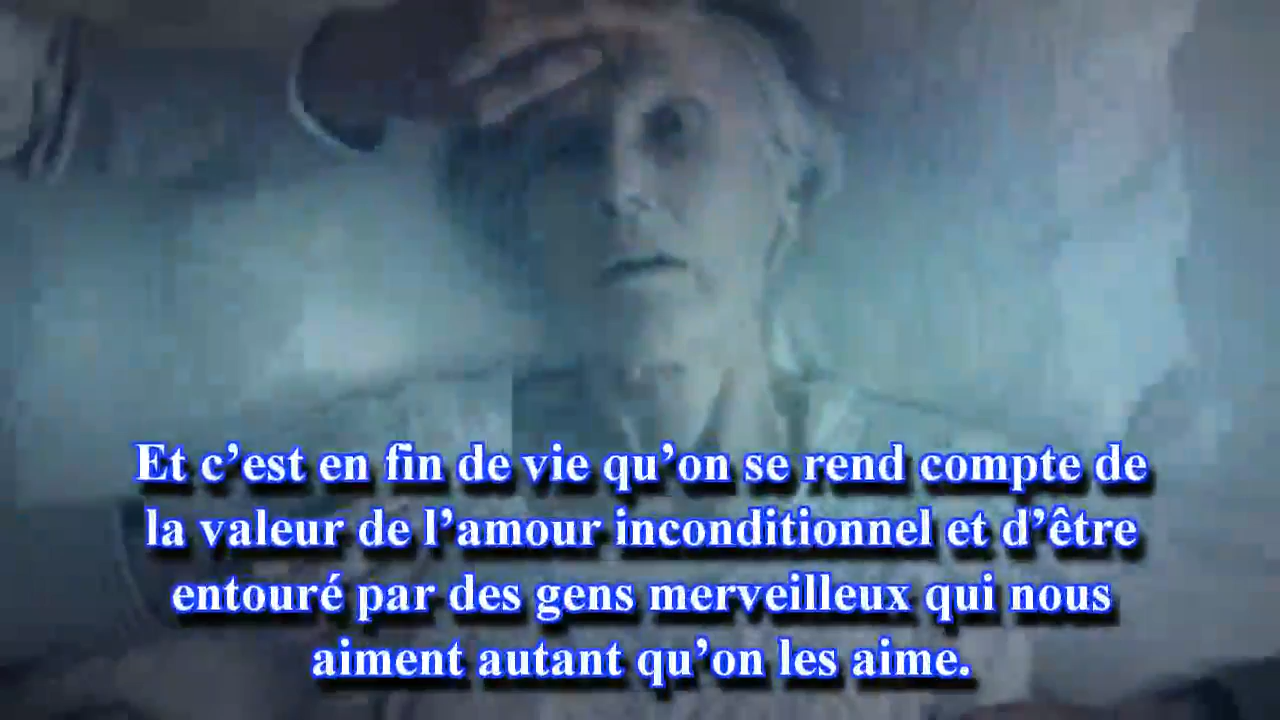 Et c’est en fin de vie qu’on se rend compte de
la valeur de l’amour inconditionnel et d’être
entouré par des gens merveilleux qui nous
aiment autant qu’on les aime.